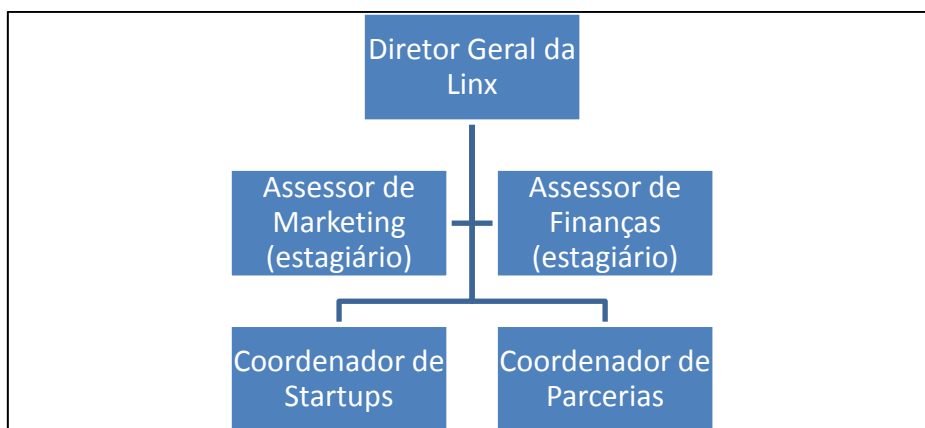 Diretor Geral da
Linx
Assessor de
Marketing
(estagiário)
Assessor de
Finanças
(estagiário)
Coordenador de
Startups
Coordenador de
Parcerias